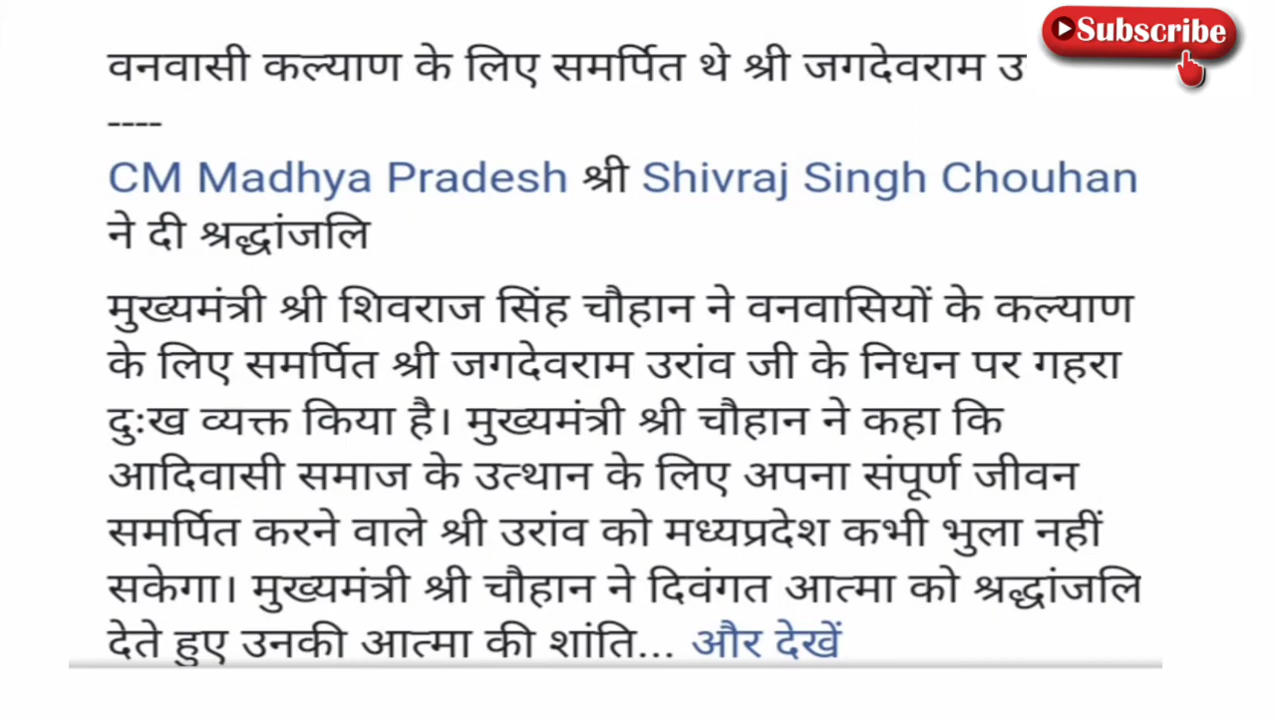 Subscribe
वनवासी कल्याण के लिए समर्पित थे श्री जगदेवराम उ
----
CM Madhya Pradesh श्री Shivraj Singh Chouhan
ने दी श्रद्धांजलि
मुख्यमंत्री श्री शिवराज सिंह चौहान ने वनवासियों के कल्याण
के लिए समर्पित श्री जगदेवराम उरांव जी के निधन पर गहरा
दुःख व्यक्त किया है। मुख्यमंत्री श्री चौहान ने कहा कि
आदिवासी समाज के उत्थान के लिए अपना संपूर्ण जीवन
समर्पित करने वाले श्री उरांव को मध्यप्रदेश कभी भुला नहीं
सकेगा। मुख्यमंत्री श्री चौहान ने दिवंगत आत्मा को श्रद्धांजलि
देते हुए उनकी आत्मा की शांति... और देखें